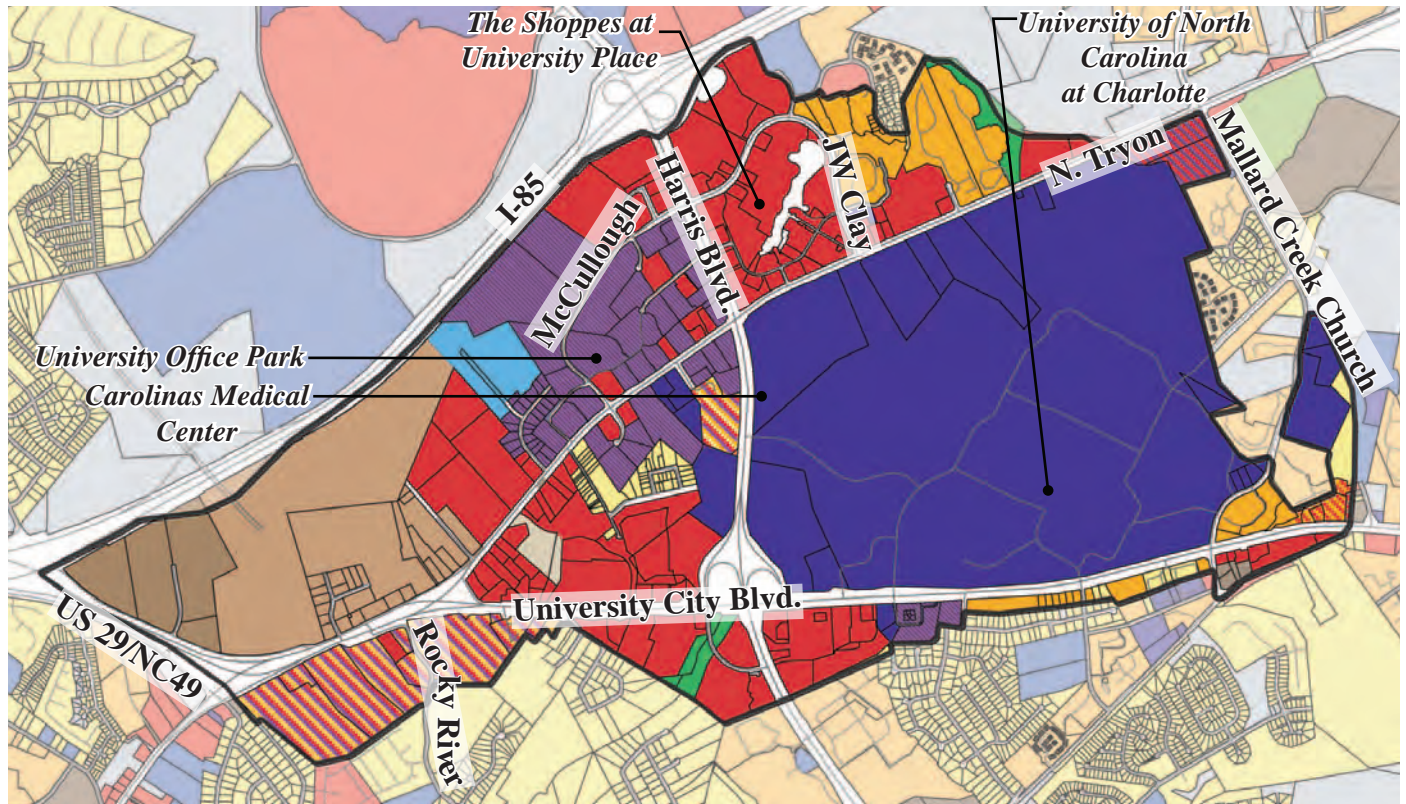 The Shoppes at
University Place
University of North
Carolina
at Charlotte
I-85
McCullough
Harris Blvd.
JW Clay
N. Tryon
Mallard Creek Church
University Office Park
Carolinas Medical
Center
University City Blvd.
US 29/NC49
Rocky River